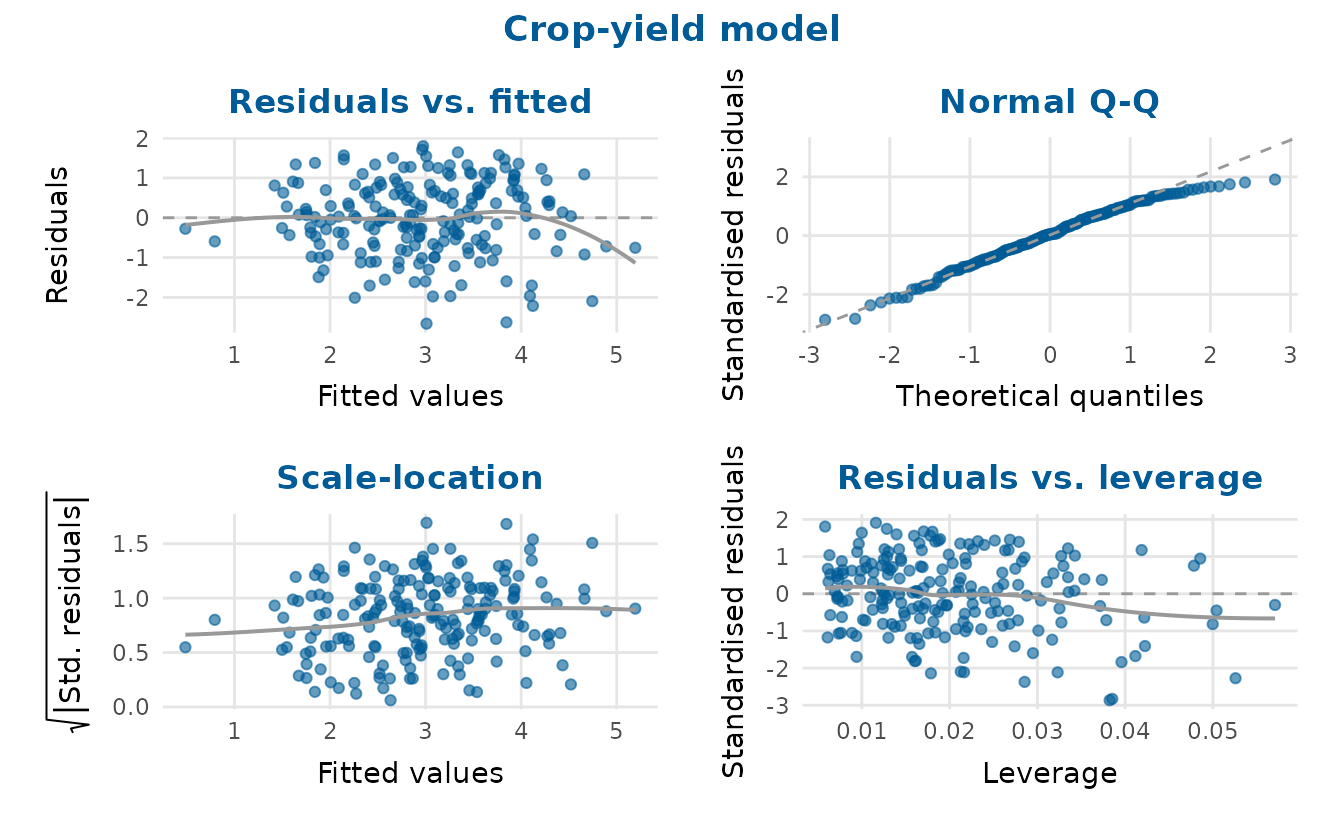 Crop-yield model
Residuals vs. fitted
Residuals
2
1
0
-1
-2
1 2 3 4 5
Fitted values
Normal Q-Q
Standardised residuals
2
0
-2
-3 -2 -1 0 1 2 3
Theoretical quantiles
Scale-location
√|Std. residuals|
1.5
1.0
0.5
0.0
1 2 3 4 5
Fitted values
Residuals vs. leverage
Standardised residuals
2
1
0
-1
-2
-3
0.01 0.02 0.03 0.04 0.05
Leverage